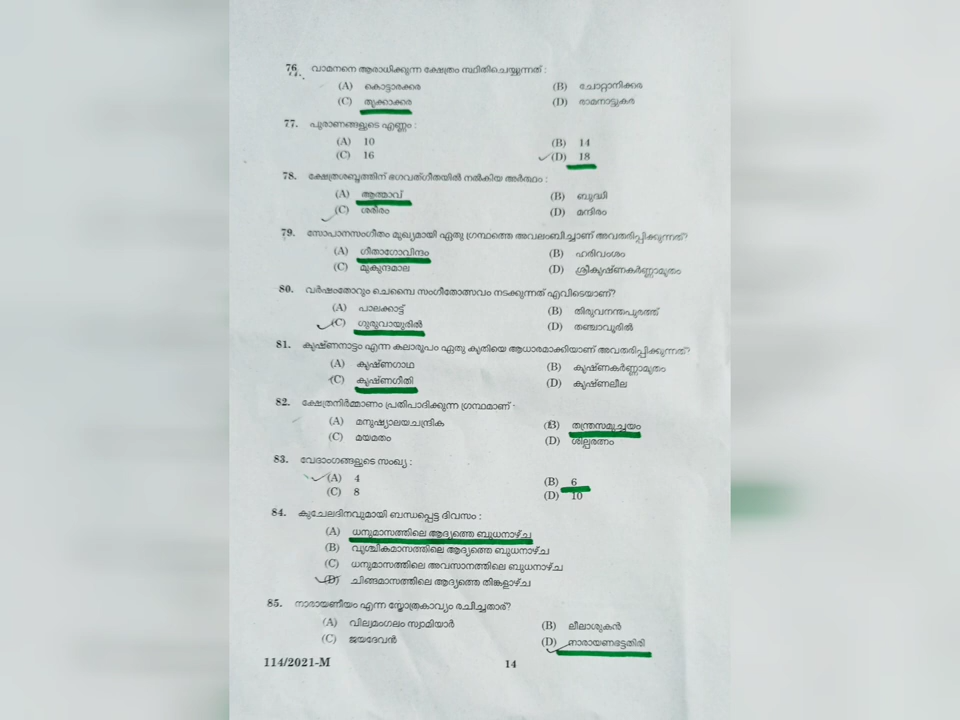 76. വാമനനെ ആരാധിക്കുന്ന ക്ഷേത്രം സ്ഥിതിചെയ്യുന്നത് :
(A) കൊട്ടാരക്കര (B) ചോറ്റാനിക്കര
(C) തൃക്കാക്കര (D) രാമനാട്ടുകര
77. പുരാണങ്ങളുടെ എണ്ണം :
(A) 10 (B) 14
(C) 16 (D) 18
78. ക്ഷേത്രശബ്ദത്തിന് ഭഗവത്ഗീതയിൽ നൽകിയ അർത്ഥം :
(A) ആത്മാവ് (B) ബുദ്ധി
(C) ശരീരം (D) മന്ദിരം
79. സോപാനസംഗീതം മുഖ്യമായി ഏതു ഗ്രന്ഥത്തെ അവലംബിച്ചാണ് അവതരിപ്പിക്കുന്നത്?
(A) ഗീതാഗോവിന്ദം (B) ഹരിവംശം
(C) മുകുന്ദമാല (D) ശ്രീകൃഷ്ണകർണ്ണാമൃതം
80. വർഷംതോറും ചെമ്പൈ സംഗീതോത്സവം നടക്കുന്നത് എവിടെയാണ്?
(A) പാലക്കാട്ട് (B) തിരുവനന്തപുരത്ത്
(C) ഗുരുവായൂരിൽ (D) തഞ്ചാവൂരിൽ
81. കൃഷ്ണനാട്ടം എന്ന കലാരൂപം ഏതു കൃതിയെ ആധാരമാക്കിയാണ് അവതരിപ്പിക്കുന്നത്?
(A) കൃഷ്ണഗാഥ (B) കൃഷ്ണകർണ്ണാമൃതം
(C) കൃഷ്ണഗീതി (D) കൃഷ്ണലീല
82. ക്ഷേത്രനിർമ്മാണം പ്രതിപാദിക്കുന്ന ഗ്രന്ഥമാണ് -
(A) മനുഷ്യാലയചന്ദ്രിക (B) തന്ത്രസമുച്ചയം
(C) മയമതം (D) ശില്പരത്നം
83. വേദാംഗങ്ങളുടെ സംഖ്യ :
(A) 4 (B) 6
(C) 8 (D) 10
84. കുചേലദിനവുമായി ബന്ധപ്പെട്ട ദിവസം :
(A) ധനുമാസത്തിലെ ആദ്യത്തെ ബുധനാഴ്ച
(B) വൃശ്ചികമാസത്തിലെ ആദ്യത്തെ ബുധനാഴ്ച
(C) ധനുമാസത്തിലെ അവസാനത്തിലെ ബുധനാഴ്ച
(D) ചിങ്ങമാസത്തിലെ ആദ്യത്തെ തിങ്കളാഴ്ച
85. നാരായണീയം എന്ന സ്തോത്രകാവ്യം രചിച്ചതാര്?
(A) വില്വമംഗലം സ്വാമിയാർ (B) ലീലാശുകൻ
(C) ജയദേവൻ (D) നാരായണഭട്ടതിരി
114/2021-M 14